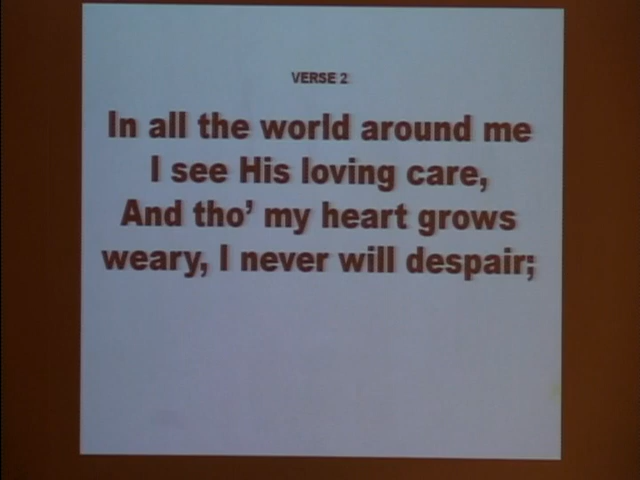 VERSE 2
In all the world around me
I see His loving care,
And tho' my heart grows
weary, I never will despair;